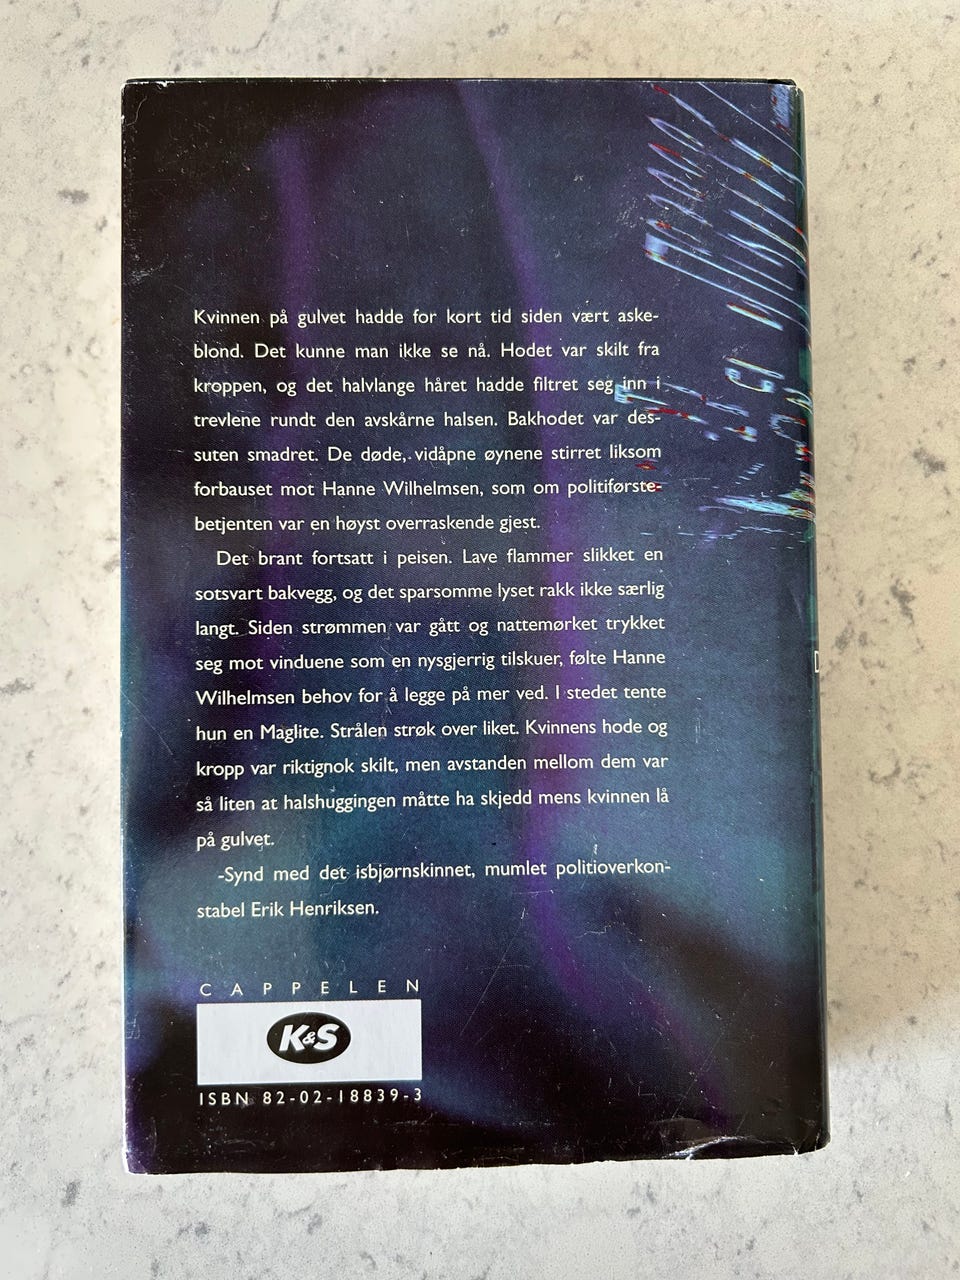 Kvinnen på gulvet hadde for kort tid siden vært aske-
blond. Det kunne man ikke se nå. Hodet var skilt fra
kroppen, og det halvlange håret hadde filtret seg inn i
trevlene rundt den avskårne halsen. Bakhodet var des-
suten smadret. De døde, vidåpne øynene stirret liksom
forbauset mot Hanne Wilhelmsen, som om politiførste-
betjenten var en høyst overraskende gjest.
Det brant fortsatt i peisen. Lave flammer slikket en
sotsvart bakvegg, og det sparsomme lyset rakk ikke særlig
langt. Siden strømmen var gått og nattemørket trykket
seg mot vinduene som en nysgjerrig tilskuer, følte Hanne
Wilhelmsen behov for å legge på mer ved. I stedet tente
hun en Maglite. Strålen strøk over liket. Kvinnens hode og
kropp var riktignok skilt, men avstanden mellom dem var
så liten at halshuggingen måtte ha skjedd mens kvinnen lå
på gulvet.
-Synd med det isbjørnskinnet, mumlet politioverkon-
stabel Erik Henriksen.
CAPPELEN
K&S
ISBN 82-02-18839-3